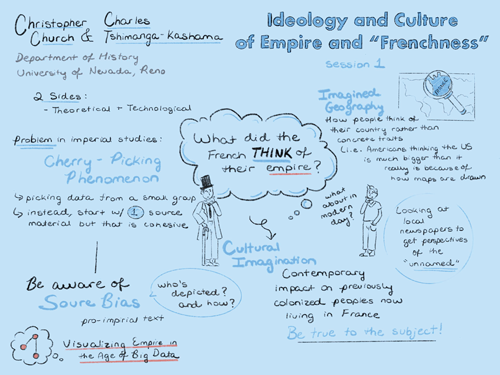 Christopher Charles
Church & Tshimanga-Kashama
Department of History
University of Nevada, Reno
2 Sides:
- Theoretical + Technological
Problem in imperial studies:
Cherry-Picking
Phenomenon
picking data from a small group
instead, start w/ 1 source
material but that is cohesive
Be aware of
Soure Bias
pro-impirial text
who's
depicted?
and how?
Visualizing Empire in
the Age of Big Data
What did the
French THINK of
their empire?
Cultural
Imagination
Ideology and Culture
of Empire and "Frenchness"
session 1
Imagined
Geography
How people think of
their country rather than
concrete traits
(i.e. Americans thinking the US
is much bigger than it
really is because of
how maps are drawn
what
about in
modern
day?
Looking at
local
newspapers to
get perspectives
of the
"unnamed"
Contemporary
impact on previously
colonized peoples now
living in France
Be true to the subject!